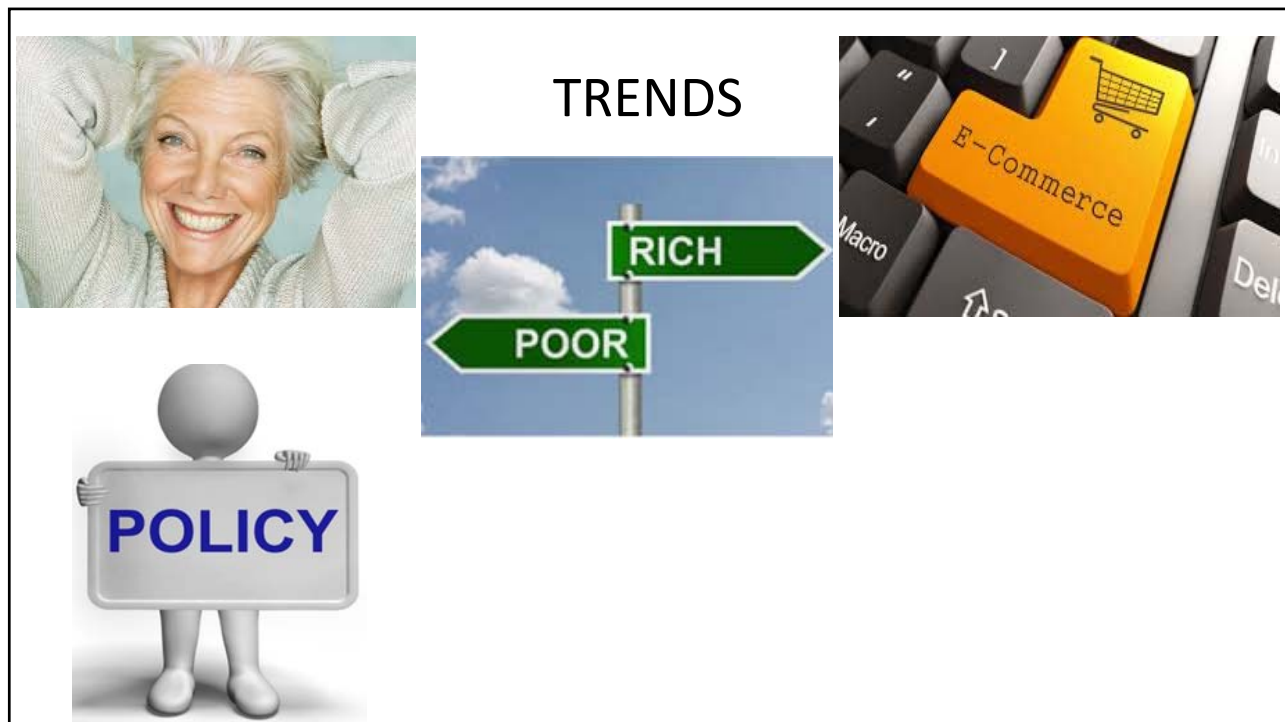 TRENDS
]
"
'
E-Commerce
RICH
Macro
POOR
POLICY